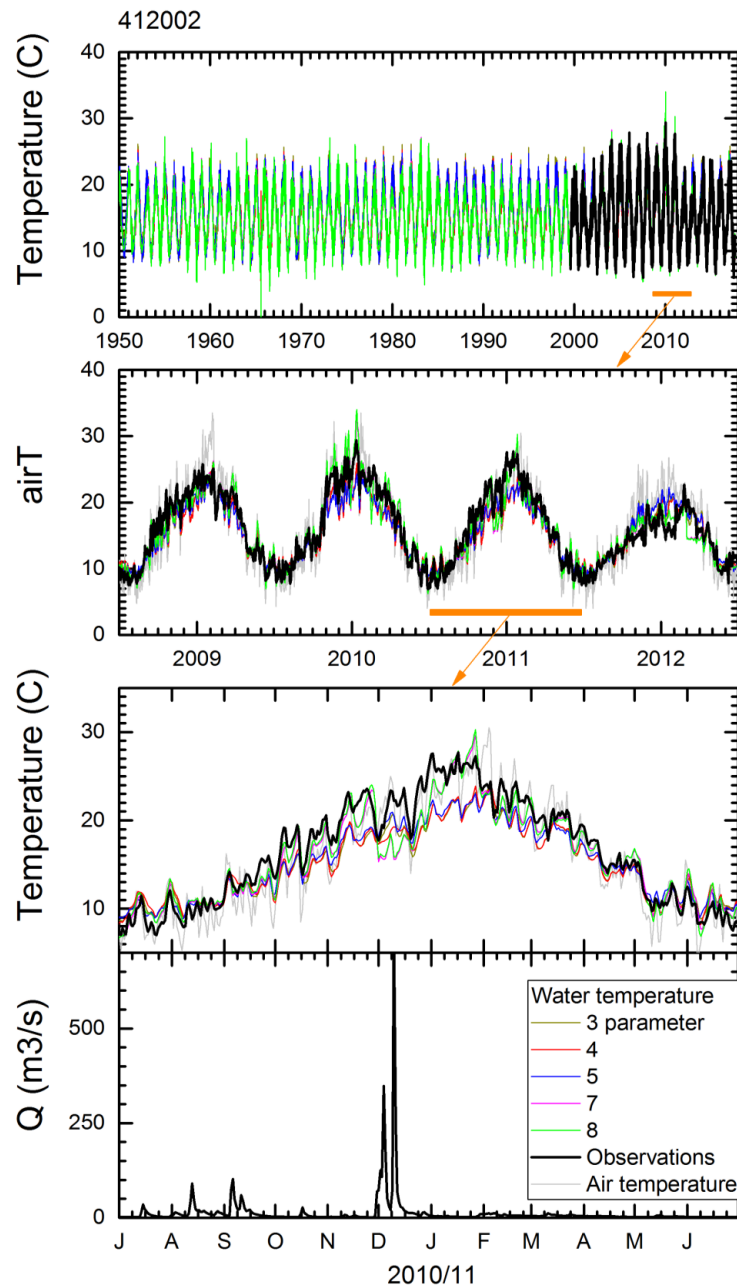 412002
Temperature (C)
40
30
20
10
0
1950 1960 1970 1980 1990 2000 2010
airT
40
30
20
10
0
2009 2010 2011 2012
Temperature (C)
30
20
10
Q (m3/s)
500
250
0
Water temperature
3 parameter
4
5
7
8
Observations
Air temperature
J A S O N D J F M A M J
2010/11